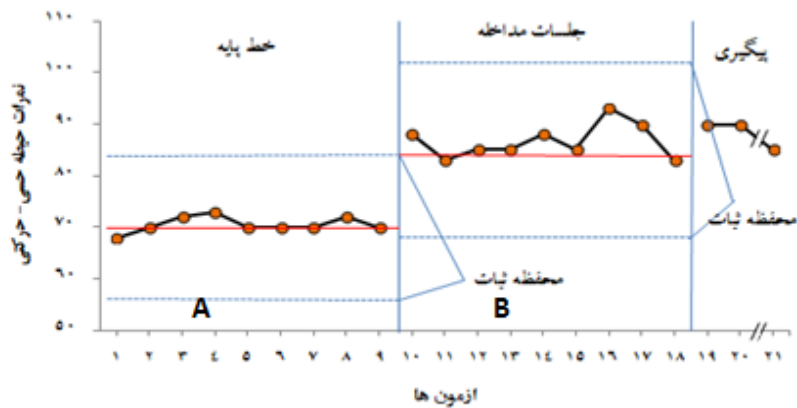 ۱۱۰
۱۰۰
۹۰
۸۰
۷۰
۶۰
۵۰
نمرات حیطه حسی-حرکتی
خط پایه
جلسات مداخله
پیگیری
محفظه ثبات
محفظه ثبات
A
B
۱ ۲ ۳ ۴ ۵ ۶ ۷ ۸ ۹ ۱۰ ۱۱ ۱۲ ۱۳ ۱۴ ۱۵ ۱۶ ۱۷ ۱۸ ۱۹ ۲۰ ۲۱
ازمون ها